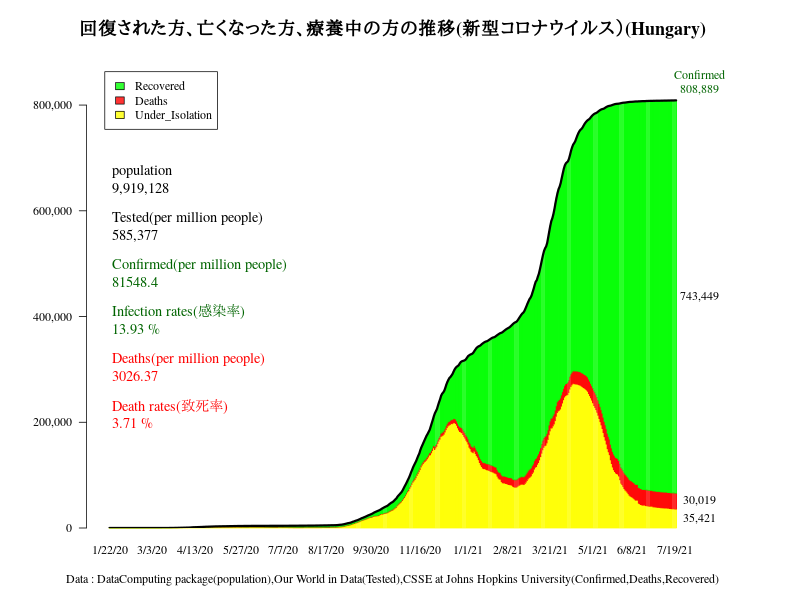 回復された方、亡くなった方、療養中の方の推移(新型コロナウイルス)(Hungary)
Confirmed
808,889
Recovered
Deaths
Under_Isolation
800,000
600,000
400,000
200,000
0
population
9,919,128
Tested(per million people)
585,377
Confirmed(per million people)
81548.4
Infection rates(感染率)
13.93 %
Deaths(per million people)
3026.37
Death rates(致死率)
3.71 %
743,449
30,019
35,421
1/22/20 3/3/20 4/13/20 5/27/20 7/7/20 8/17/20 9/30/20 11/16/20 1/1/21 2/8/21 3/21/21 5/1/21 6/8/21 7/19/21
Data : DataComputing package(population),Our World in Data(Tested),CSSE at Johns Hopkins University(Confirmed,Deaths,Recovered)